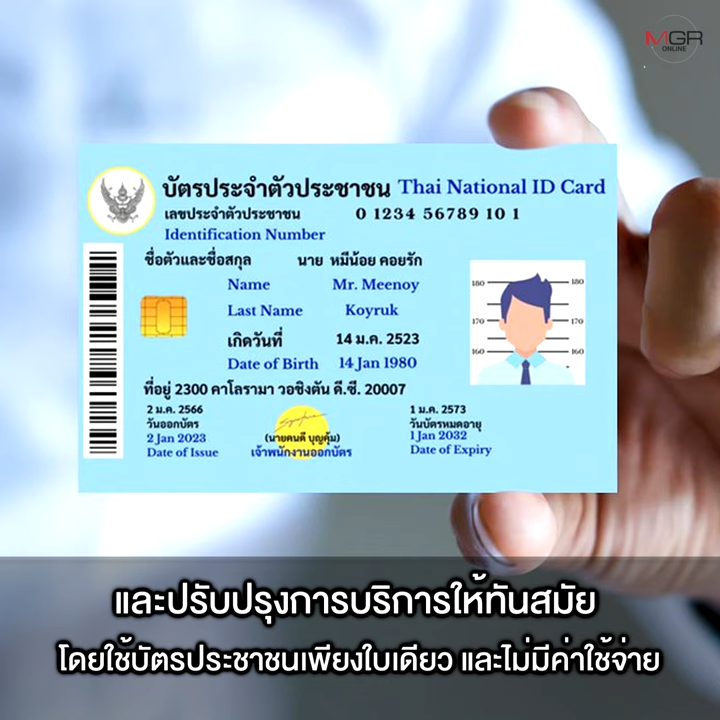 MGR
ONLINE
บัตรประจำตัวประชาชน Thai National ID Card
เลขประจำตัวประชาชน 0 1234 56789 10 1
Identification Number
ชื่อตัวและชื่อสกุล นาย หมีน้อย คอยรัก
Name Mr. Meenoy
Last Name Koyruk
เกิดวันที่ 14 ม.ค. 2523
Date of Birth 14 Jan 1980
180 180
170 170
160 160
ที่อยู่ 2300 คาโลรามา วอชิงตัน ดี.ซี. 20007
2 ม.ค. 2566
วันออกบัตร
2 Jan 2023
Date of Issue
(นายคนดี บุญคุ้ม)
เจ้าพนักงานออกบัตร
1 ม.ค. 2573
วันบัตรหมดอายุ
1 Jan 2032
Date of Expiry
และปรับปรุงการบริการให้ทันสมัย
โดยใช้บัตรประชาชนเพียงใบเดียว และไม่มีค่าใช้จ่าย